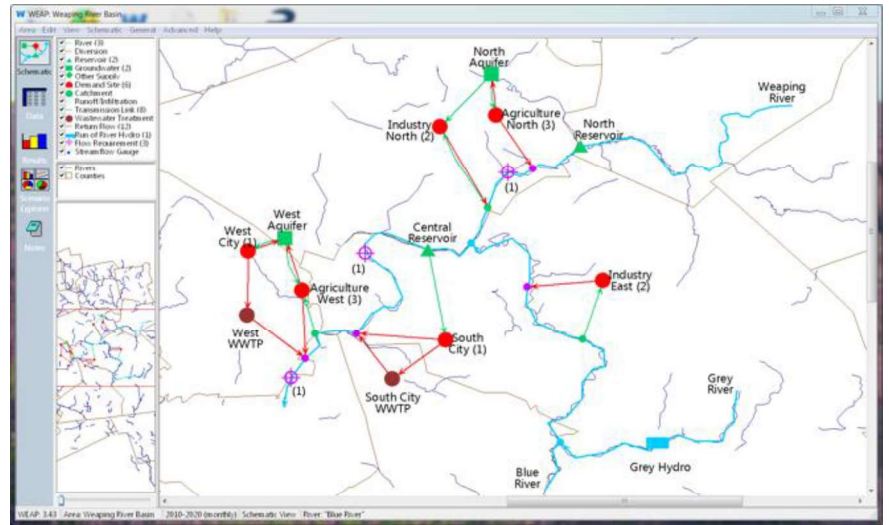 WEAP: Weaping River Basin
Area Edit View Schematic General Advanced Help
Schematic
Data
Results
Scenario
Explorer
Notes
River (3)
Diversion
Reservoir (2)
Groundwater (2)
Other Supply
Demand Site (6)
Catchment
Runoff/Infiltration
Transmission Link (8)
Wastewater Treatment
Return Flow (12)
Run of River Hydro (1)
Flow Requirement (3)
Streamflow Gauge
Rivers
Counties
North
Aquifer
Weaping
River
Industry
North (2)
Agriculture
North (3)
North
Reservoir
(1)
West
City (1)
West
Aquifer
Central
Reservoir
(1)
Agriculture
West (3)
Industry
East (2)
West
WWTP
South
City (1)
(1)
South City
WWTP
Grey
River
Blue
River
Grey Hydro
WEAP: 3.43 Area: Weaping River Basin 2010-2020 (monthly) Schematic View River: "Blue River"